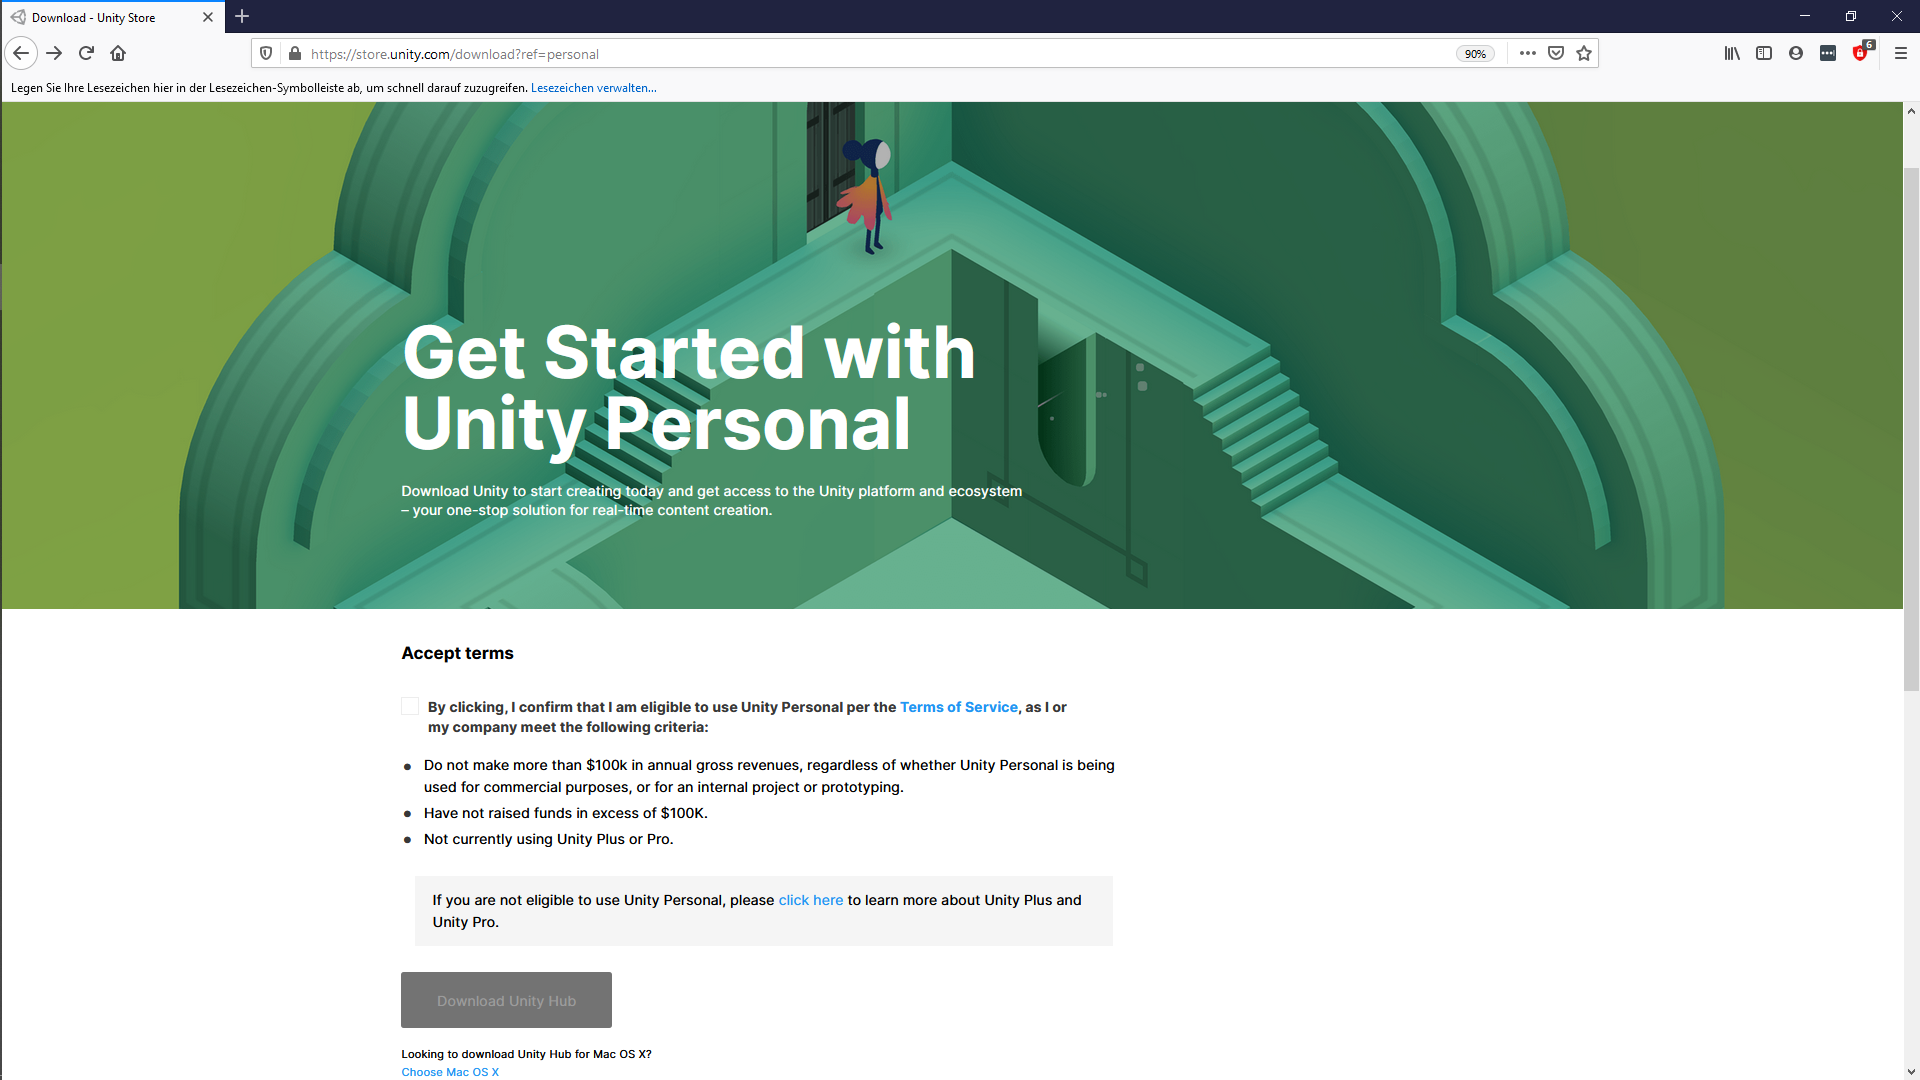 Download - Unity Store
https://store.unity.com/download?ref=personal
90%
6
Legen Sie Ihre Lesezeichen hier in der Lesezeichen-Symbolleiste ab, um schnell darauf zuzugreifen. Lesezeichen verwalten...
Get Started with
Unity Personal
Download Unity to start creating today and get access to the Unity platform and ecosystem
– your one-stop solution for real-time content creation.
Accept terms
By clicking, I confirm that I am eligible to use Unity Personal per the Terms of Service, as I or
my company meet the following criteria:
Do not make more than $100k in annual gross revenues, regardless of whether Unity Personal is being
used for commercial purposes, or for an internal project or prototyping.
Have not raised funds in excess of $100K.
Not currently using Unity Plus or Pro.
If you are not eligible to use Unity Personal, please click here to learn more about Unity Plus and
Unity Pro.
Download Unity Hub
Looking to download Unity Hub for Mac OS X?
Choose Mac OS X